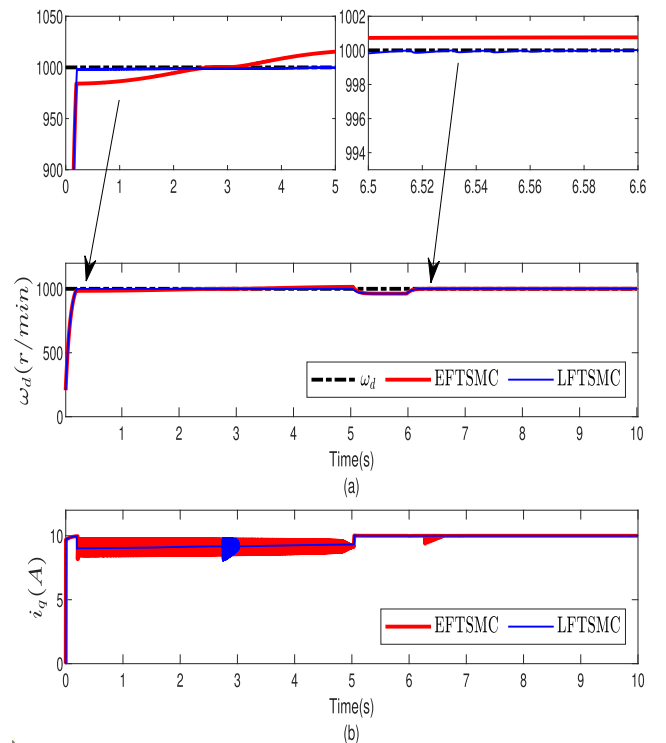 1050
1000
950
900
0 1 2 3 4 5
1002
1000
998
996
994
6.5 6.52 6.54 6.56 6.58 6.6
ω_d(r/min)
1000
500
0
ω_d EFTSMC LFTSMC
0 1 2 3 4 5 6 7 8 9 10
Time(s)
(a)
i_q(A)
10
5
0
EFTSMC LFTSMC
0 1 2 3 4 5 6 7 8 9 10
Time(s)
(b)